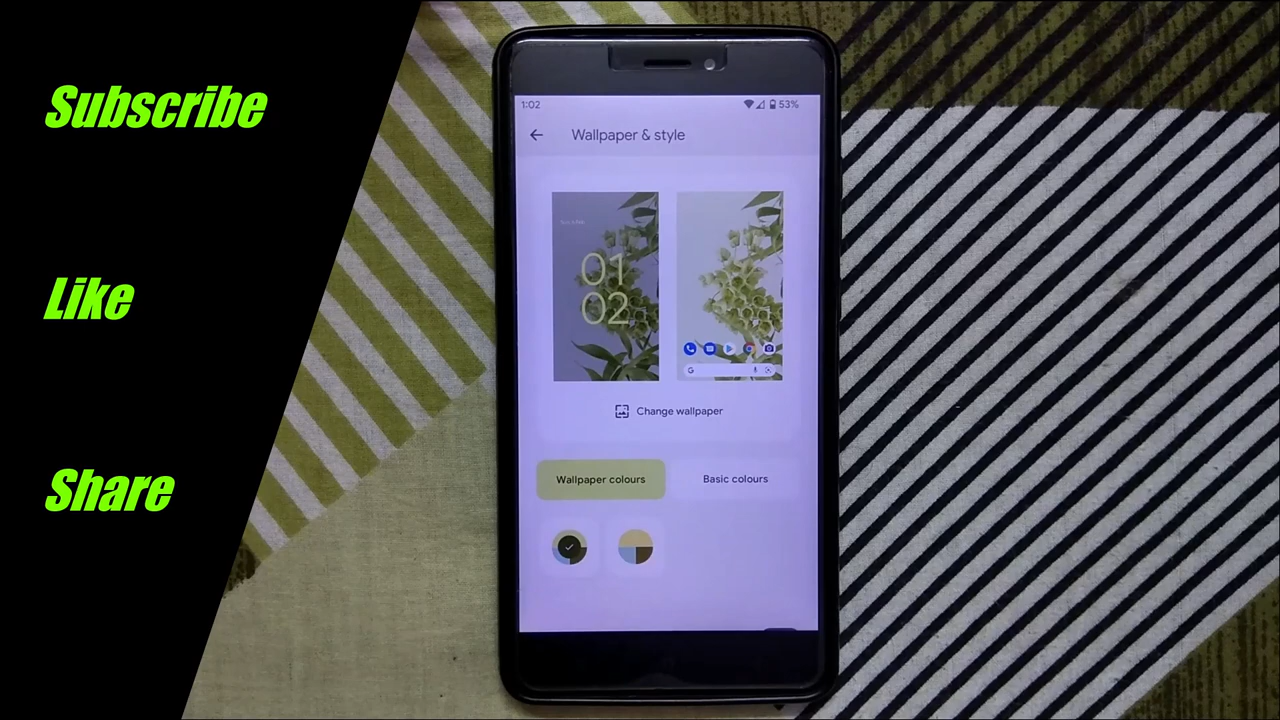 Subscribe
Like
Share
1:02
53%
Wallpaper & style
01
02
G
Change wallpaper
Wallpaper colours
Basic colours